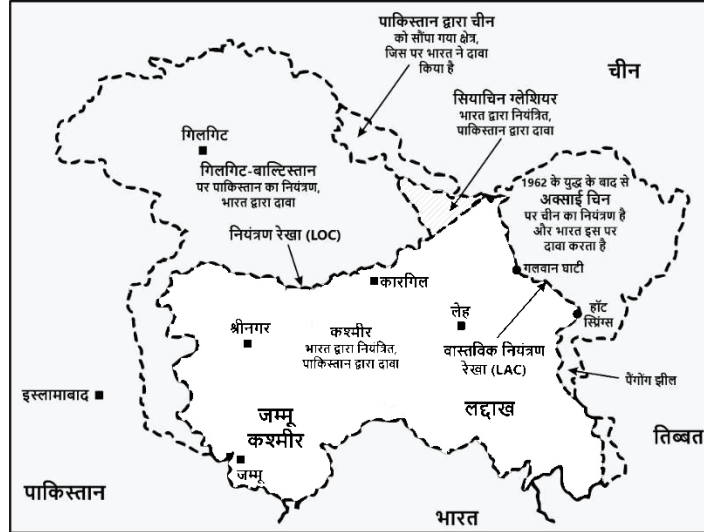 पाकिस्तान द्वारा चीन
को सौंपा गया क्षेत्र,
जिस पर भारत ने दावा
किया है
चीन
सियाचिन ग्लेशियर
भारत द्वारा नियंत्रित,
पाकिस्तान द्वारा दावा
गिलगिट
गिलगिट-बाल्टिस्तान
पर पाकिस्तान का नियंत्रण,
भारत द्वारा दावा
1962 के युद्ध के बाद से
अक्साई चिन
पर चीन का नियंत्रण है
और भारत इस पर
दावा करता है
नियंत्रण रेखा (LOC)
गलवान घाटी
कारगिल
हॉट
स्प्रिंग्स
लेह
श्रीनगर
कश्मीर
भारत द्वारा नियंत्रित,
पाकिस्तान द्वारा दावा
वास्तविक नियंत्रण
रेखा (LAC)
पैंगोंग झील
इस्लामाबाद
जम्मू
कश्मीर
लद्दाख
तिब्बत
जम्मू
पाकिस्तान
भारत